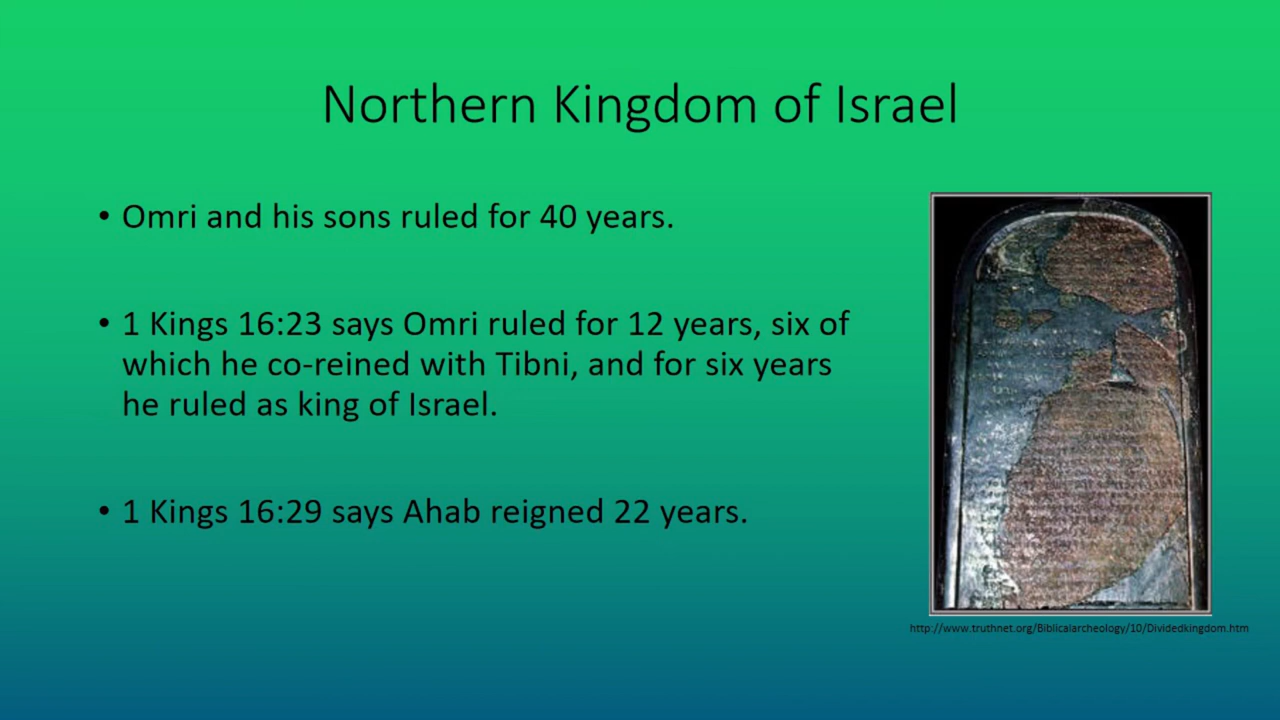 Northern Kingdom of Israel
• Omri and his sons ruled for 40 years.
• 1 Kings 16:23 says Omri ruled for 12 years, six of
which he co-reined with Tibni, and for six years
he ruled as king of Israel.
• 1 Kings 16:29 says Ahab reigned 22 years.
http://www.truthnet.org/Biblicalarcheology/10/Dividedkingdom.htm